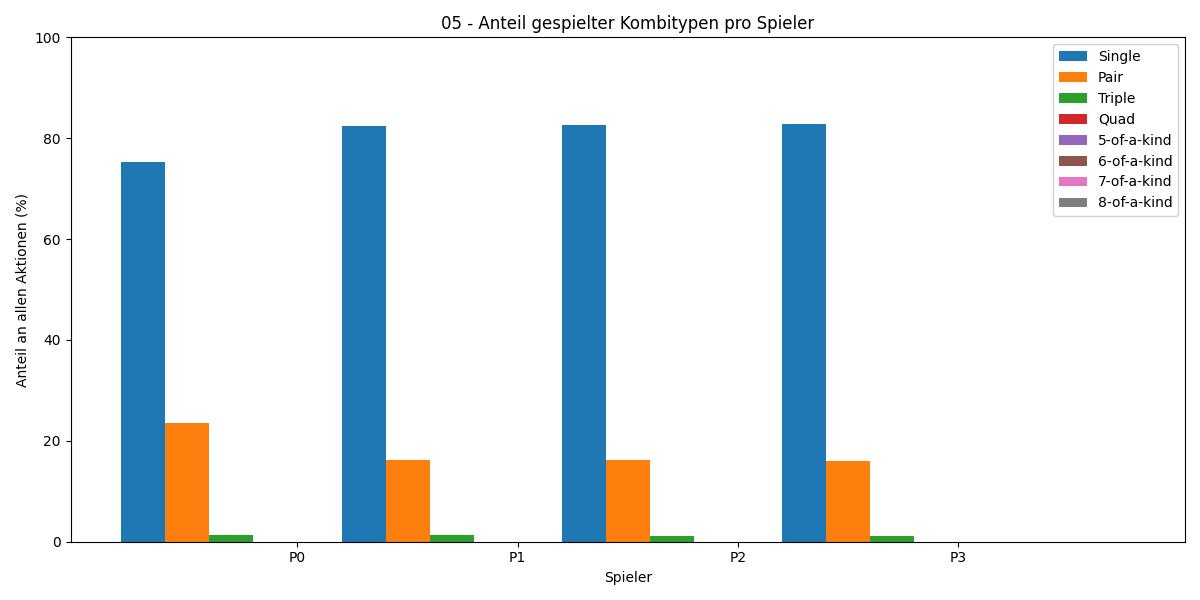 05 - Anteil gespielter Kombitypen pro Spieler
Anteil an allen Aktionen (%)
100
80
60
40
20
0
Single
Pair
Triple
Quad
5-of-a-kind
6-of-a-kind
7-of-a-kind
8-of-a-kind
P0 P1 P2 P3
Spieler